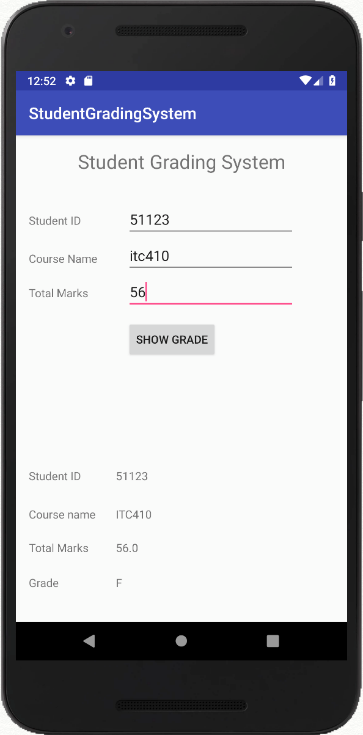 12:52
StudentGradingSystem
Student Grading System
Student ID 51123
Course Name itc410
Total Marks 56
SHOW GRADE
Student ID 51123
Course name ITC410
Total Marks 56.0
Grade F